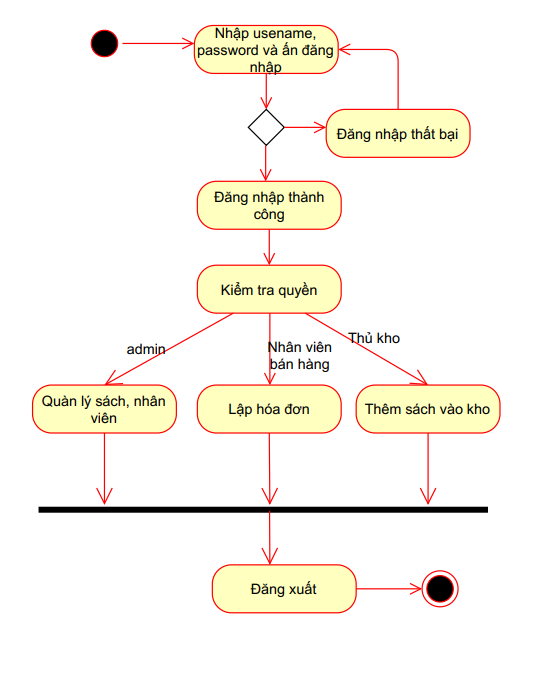 Nhập usename,
password và ấn đăng
nhập
Đăng nhập thất bại
Đăng nhập thành
công
Kiểm tra quyền
admin
Nhân viên
bán hàng
Thủ kho
Quản lý sách, nhân
viên
Lập hóa đơn
Thêm sách vào kho
Đăng xuất